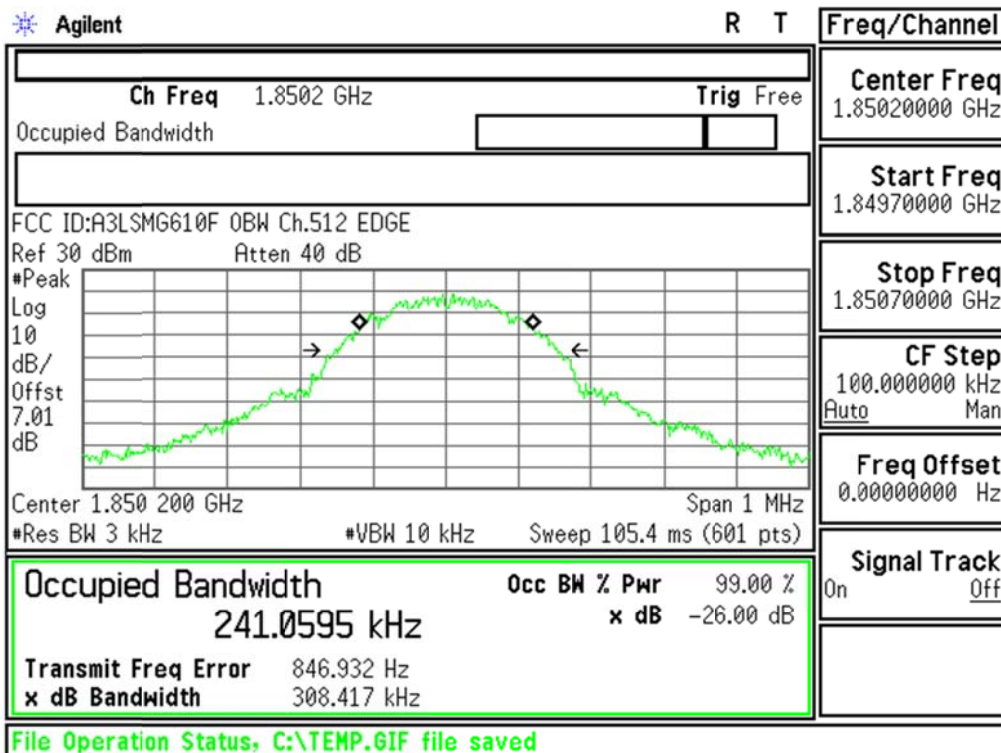 Agilent R T
Ch Freq 1.8502 GHz Trig Free
Occupied Bandwidth
FCC ID:A3LSMG610F OBW Ch.512 EDGE
Ref 30 dBm Atten 40 dB
#Peak
Log
10
dB/
Offst
7.01
dB
Center 1.850 200 GHz Span 1 MHz
#Res BW 3 kHz #VBW 10 kHz Sweep 105.4 ms (601 pts)
Occupied Bandwidth
241.0595 kHz
Occ BW % Pwr 99.00 %
x dB -26.00 dB
Transmit Freq Error 846.932 Hz
x dB Bandwidth 308.417 kHz
File Operation Status, C:\TEMP.GIF file saved
Freq/Channel
Center Freq
1.85020000 GHz
Start Freq
1.84970000 GHz
Stop Freq
1.85070000 GHz
CF Step
100.000000 kHz
Auto Man
Freq Offset
0.00000000 Hz
Signal Track
On Off